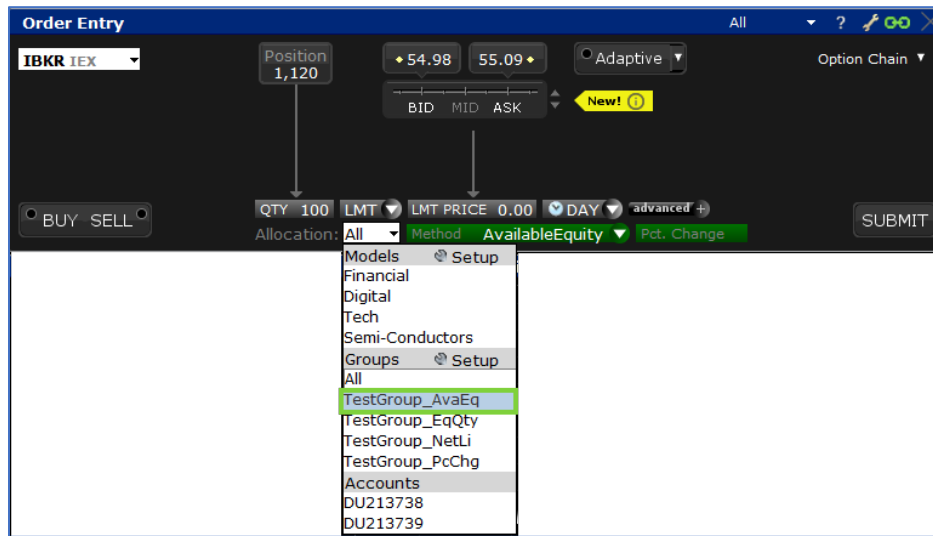 Order Entry All ?
IBKR IEX Position 54.98 55.09 Adaptive Option Chain
1,120
BID MID ASK New!
BUY SELL QTY 100 LMT LMT PRICE 0.00 DAY advanced + SUBMIT
Allocation: All Method AvailableEquity Pct. Change
Models Setup
Financial
Digital
Tech
Semi-Conductors
Groups Setup
All
TestGroup_AvaEq
TestGroup_EqQty
TestGroup_NetLi
TestGroup_PcChg
Accounts
DU213738
DU213739